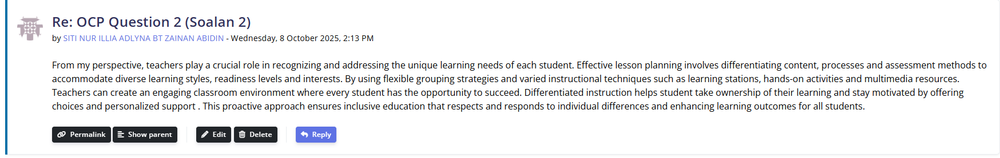 Re: OCP Question 2 (Soalan 2)
by SITI NUR ILLIA ADLYNA BT ZAINAN ABIDIN - Wednesday, 8 October 2025, 2:13 PM
From my perspective, teachers play a crucial role in recognizing and addressing the unique learning needs of each student. Effective lesson planning involves differentiating content, processes and assessment methods to
accommodate diverse learning styles, readiness levels and interests. By using flexible grouping strategies and varied instructional techniques such as learning stations, hands-on activities and multimedia resources.
Teachers can create an engaging classroom environment where every student has the opportunity to succeed. Differentiated instruction helps student take ownership of their learning and stay motivated by offering
choices and personalized support . This proactive approach ensures inclusive education that respects and responds to individual differences and enhancing learning outcomes for all students.
Permalink Show parent Edit Delete Reply